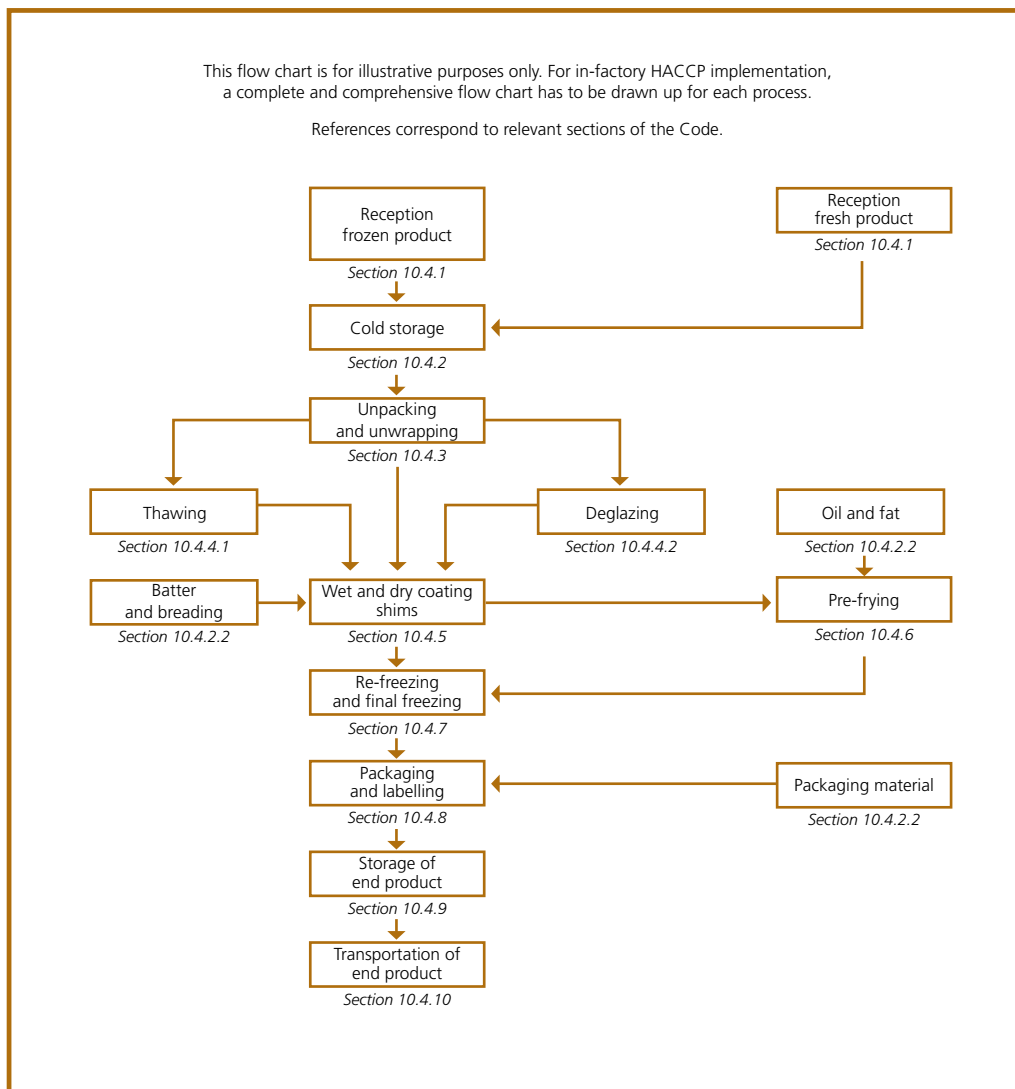 This flow chart is for illustrative purposes only. For in-factory HACCP implementation,
a complete and comprehensive flow chart has to be drawn up for each process.
References correspond to relevant sections of the Code.
Reception
frozen product
Section 10.4.1
Reception
fresh product
Section 10.4.1
Cold storage
Section 10.4.2
Unpacking
and unwrapping
Section 10.4.3
Thawing
Section 10.4.4.1
Deglazing
Section 10.4.4.2
Oil and fat
Section 10.4.2.2
Batter
and breading
Section 10.4.2.2
Wet and dry coating
shims
Section 10.4.5
Pre-frying
Section 10.4.6
Re-freezing
and final freezing
Section 10.4.7
Packaging
and labelling
Section 10.4.8
Packaging material
Section 10.4.2.2
Storage of
end product
Section 10.4.9
Transportation of
end product
Section 10.4.10